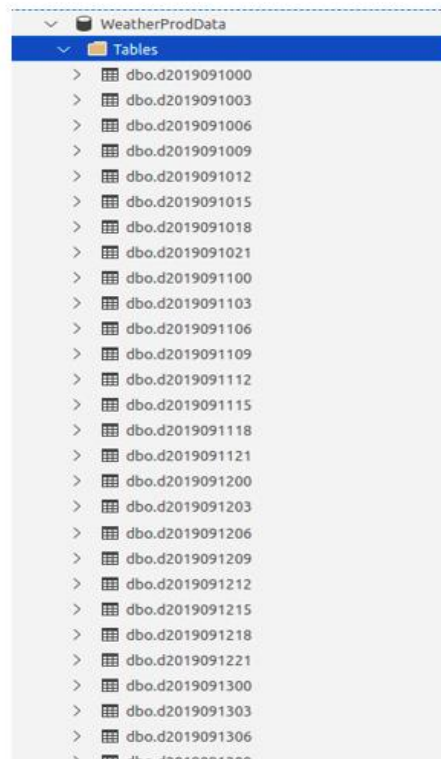 WeatherProdData
Tables
dbo.d2019091000
dbo.d2019091003
dbo.d2019091006
dbo.d2019091009
dbo.d2019091012
dbo.d2019091015
dbo.d2019091018
dbo.d2019091021
dbo.d2019091100
dbo.d2019091103
dbo.d2019091106
dbo.d2019091109
dbo.d2019091112
dbo.d2019091115
dbo.d2019091118
dbo.d2019091121
dbo.d2019091200
dbo.d2019091203
dbo.d2019091206
dbo.d2019091209
dbo.d2019091212
dbo.d2019091215
dbo.d2019091218
dbo.d2019091221
dbo.d2019091300
dbo.d2019091303
dbo.d2019091306